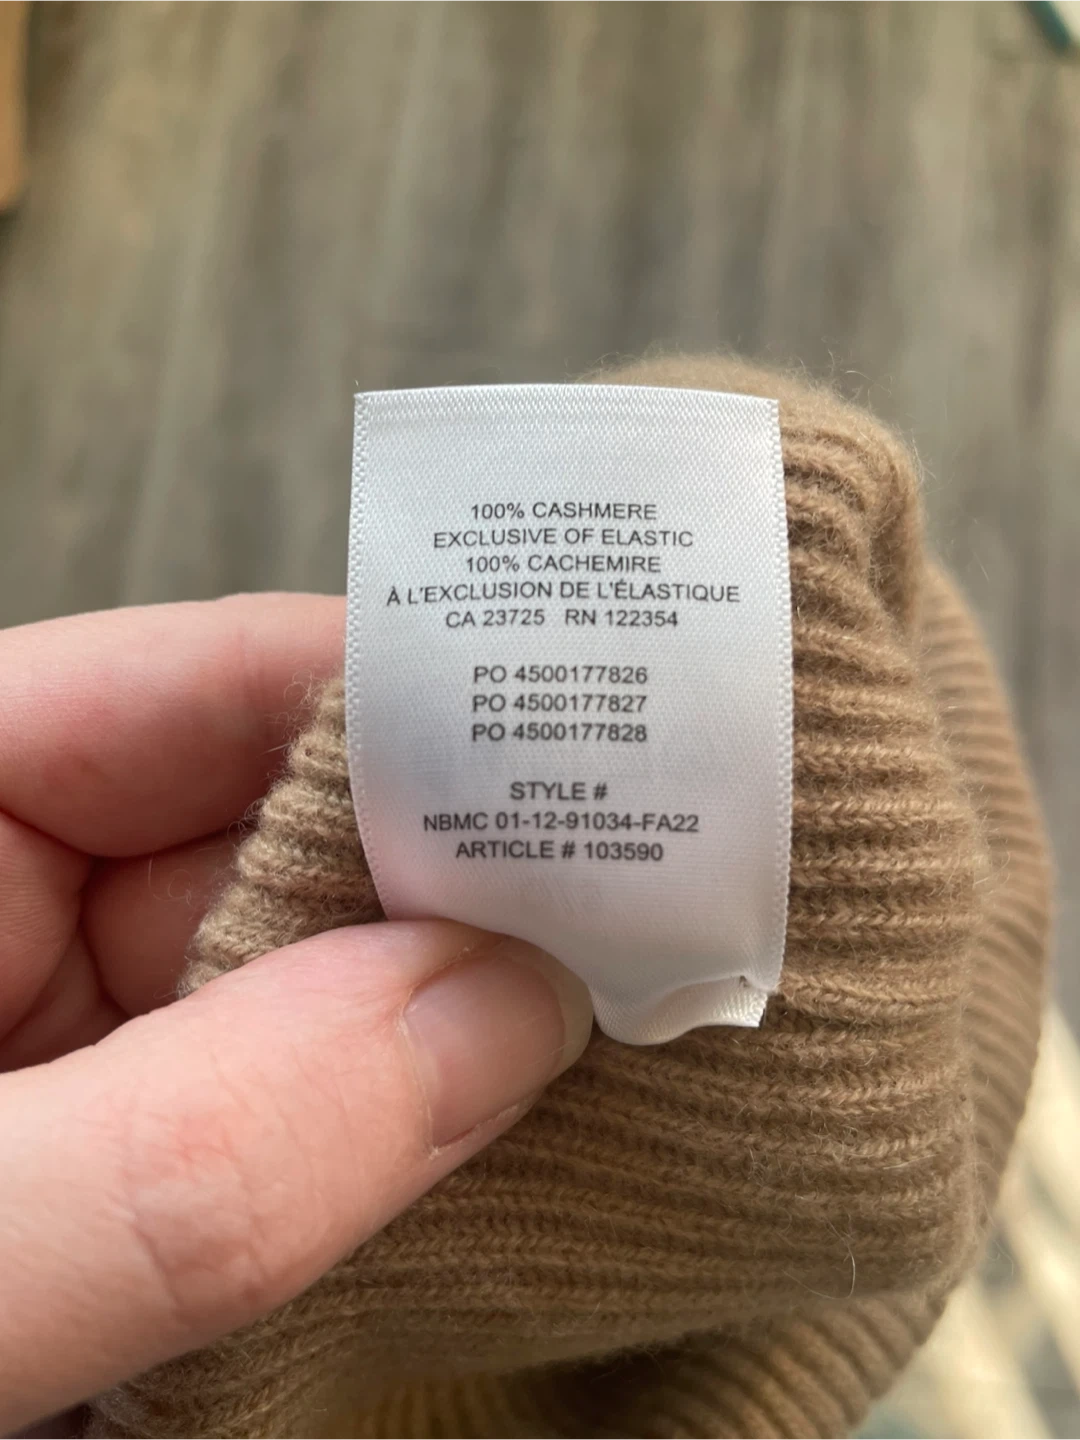 100% CASHMERE
EXCLUSIVE OF ELASTIC
100% CACHEMIRE
À L'EXCLUSION DE L'ÉLASTIQUE
CA 23725 RN 122354
PO 4500177826
PO 4500177827
PO 4500177828
STYLE #
NBMC 01-12-91034-FA22
ARTICLE # 103590